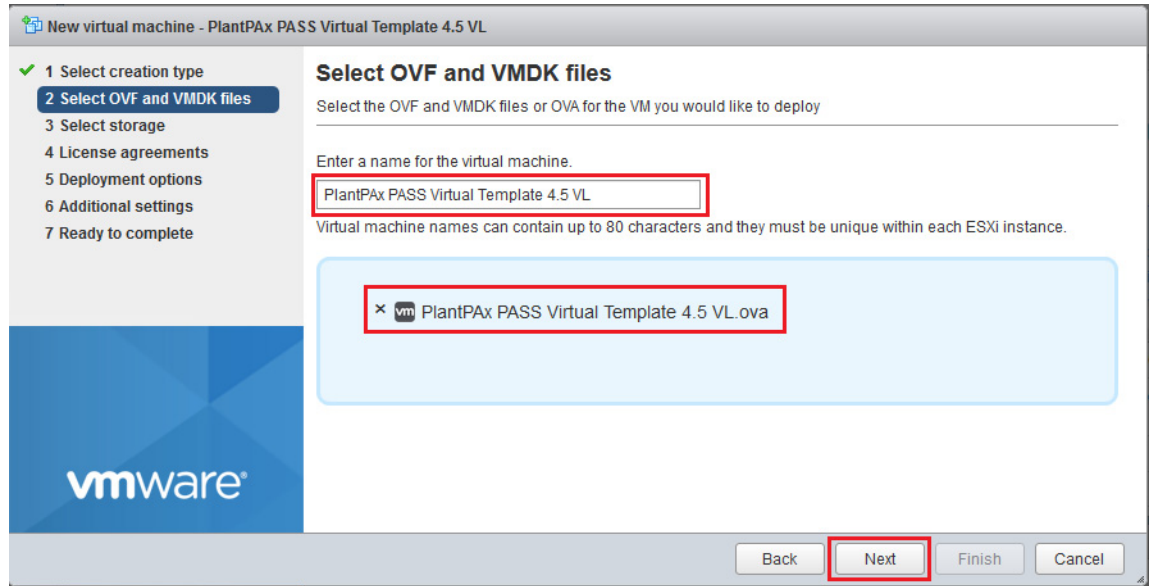 New virtual machine - PlantPAx PASS Virtual Template 4.5 VL
1 Select creation type
2 Select OVF and VMDK files
3 Select storage
4 License agreements
5 Deployment options
6 Additional settings
7 Ready to complete
vmware®
Select OVF and VMDK files
Select the OVF and VMDK files or OVA for the VM you would like to deploy
Enter a name for the virtual machine.
PlantPAx PASS Virtual Template 4.5 VL
Virtual machine names can contain up to 80 characters and they must be unique within each ESXi instance.
× vm PlantPAx PASS Virtual Template 4.5 VL.ova
Back Next Finish Cancel